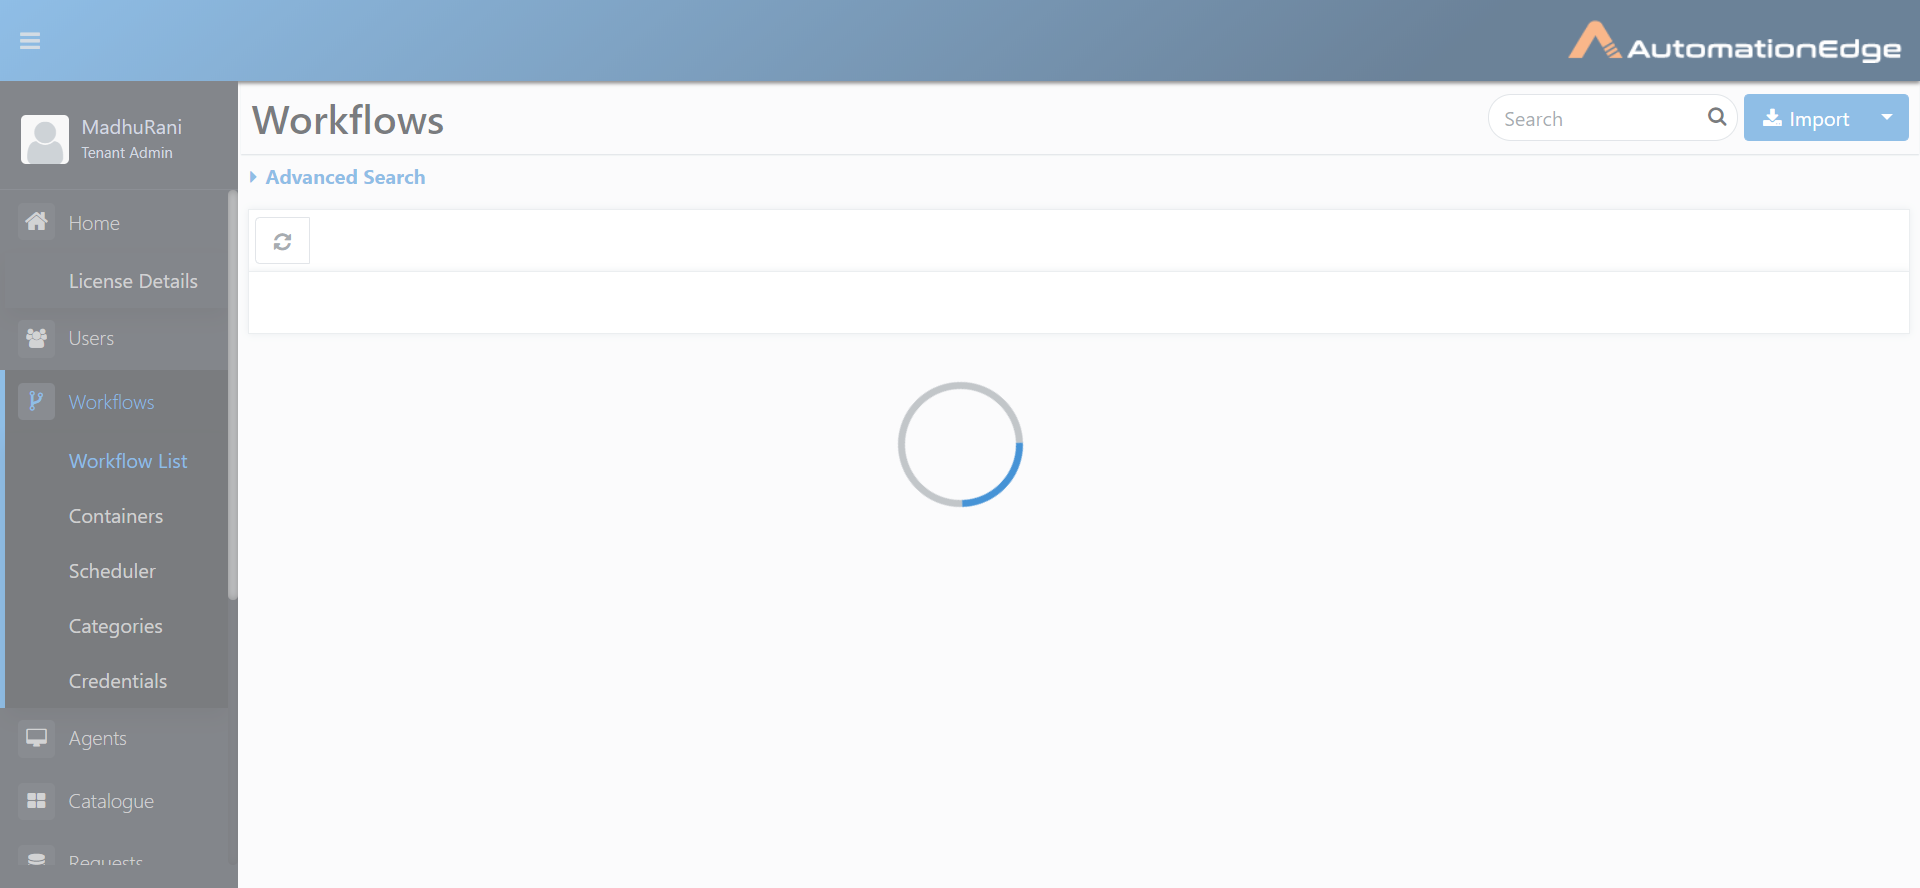 AutomationEdge
MadhuRani
Tenant Admin
Workflows
Search
Import
Advanced Search
Home
License Details
Users
Workflows
Workflow List
Containers
Scheduler
Categories
Credentials
Agents
Catalogue
Requests